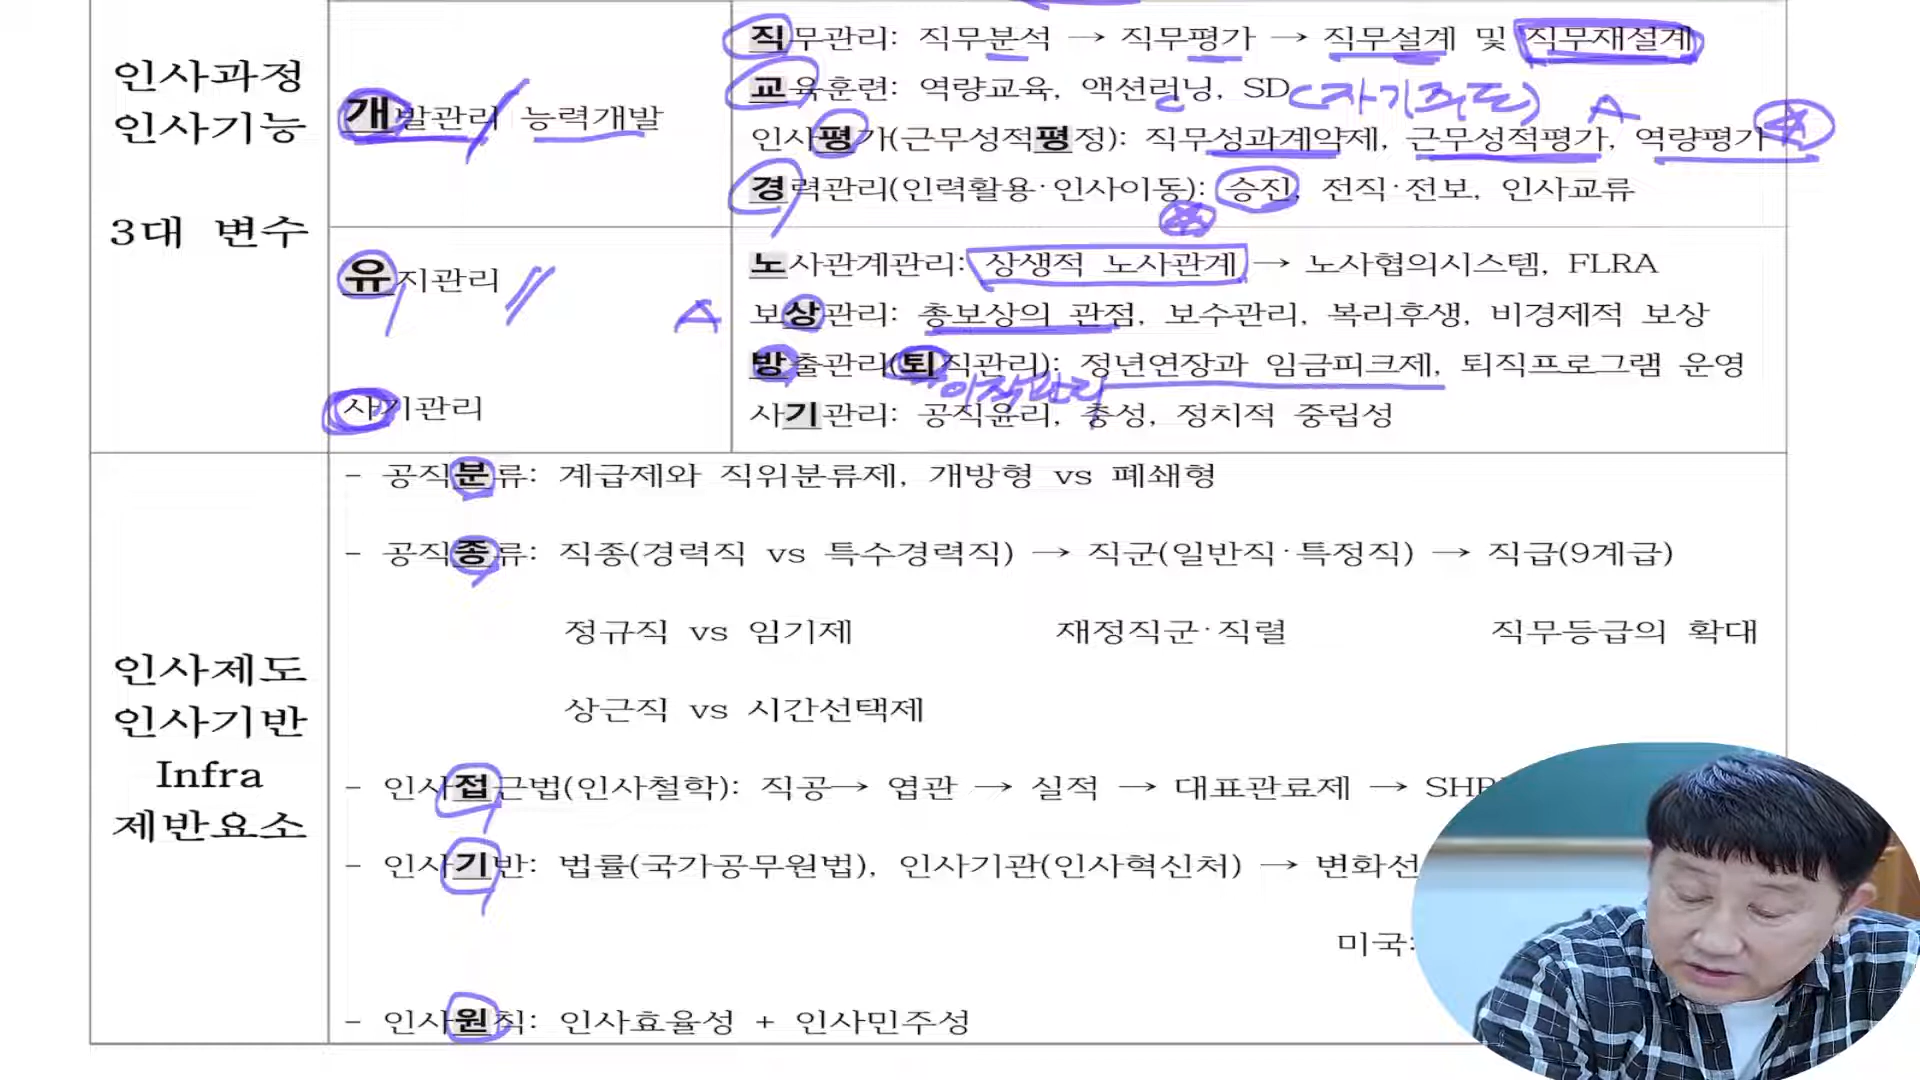 인사과정
인사기능
3대 변수
개발관리 능력개발
직무관리: 직무분석 → 직무평가 → 직무설계 및 직무재설계
교육훈련: 역량교육, 액션러닝, SD (자기주도)
C A
인사평가(근무성적평정): 직무성과계약제, 근무성적평가, 역량평가
경력관리(인력활용·인사이동): 승진, 전직·전보, 인사교류
유지관리
사기관리
A
노사관계관리: 상생적 노사관계 → 노사협의시스템, FLRA
보상관리: 총보상의 관점, 보수관리, 복리후생, 비경제적 보상
방출관리(퇴직관리): 정년연장과 임금피크제, 퇴직프로그램 운영
이직관리
사기관리: 공직윤리, 충성, 정치적 중립성
인사제도
인사기반
Infra
제반요소
- 공직분류: 계급제와 직위분류제, 개방형 vs 폐쇄형
- 공직종류: 직종(경력직 vs 특수경력직) → 직군(일반직·특정직) → 직급(9계급)
정규직 vs 임기제 재정직군·직렬 직무등급의 확대
상근직 vs 시간선택제
- 인사접근법(인사철학): 직공→ 엽관 → 실적 → 대표관료제 →
- 인사기반: 법률(국가공무원법), 인사기관(인사혁신처) → 변화선
미국:
- 인사원칙: 인사효율성 + 인사민주성